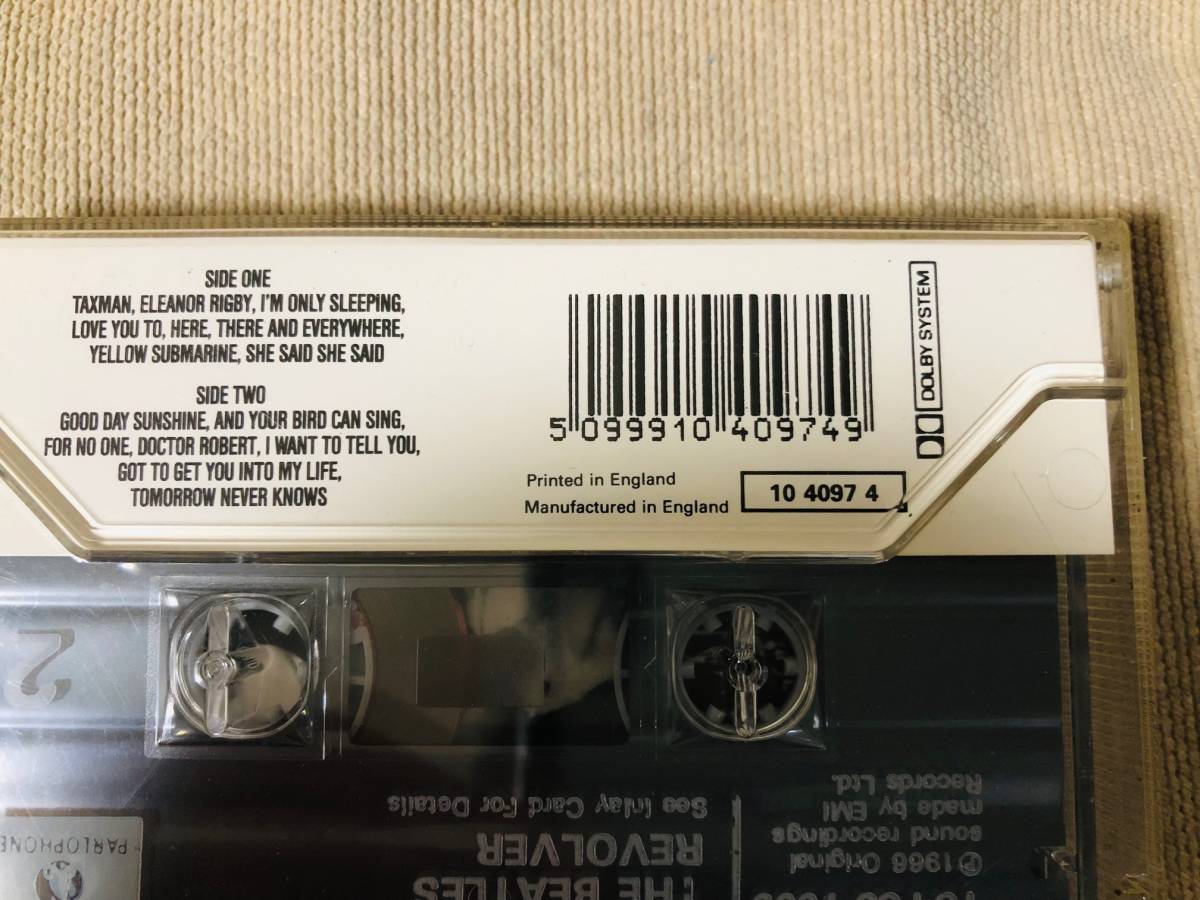 SIDE ONE
TAXMAN, ELEANOR RIGBY, I'M ONLY SLEEPING,
LOVE YOU TO, HERE, THERE AND EVERYWHERE,
YELLOW SUBMARINE, SHE SAID SHE SAID
SIDE TWO
GOOD DAY SUNSHINE, AND YOUR BIRD CAN SING,
FOR NO ONE, DOCTOR ROBERT, I WANT TO TELL YOU,
GOT TO GET YOU INTO MY LIFE,
TOMORROW NEVER KNOWS
5 099910 409749
Printed in England
Manufactured in England
10 4097 4
DOLBY SYSTEM
2
THE BEATLES
REVOLVER
See Inlay Card For Details
℗1966 Original
sound recordings
made by EMI
Records Ltd.
PARLOPHONE